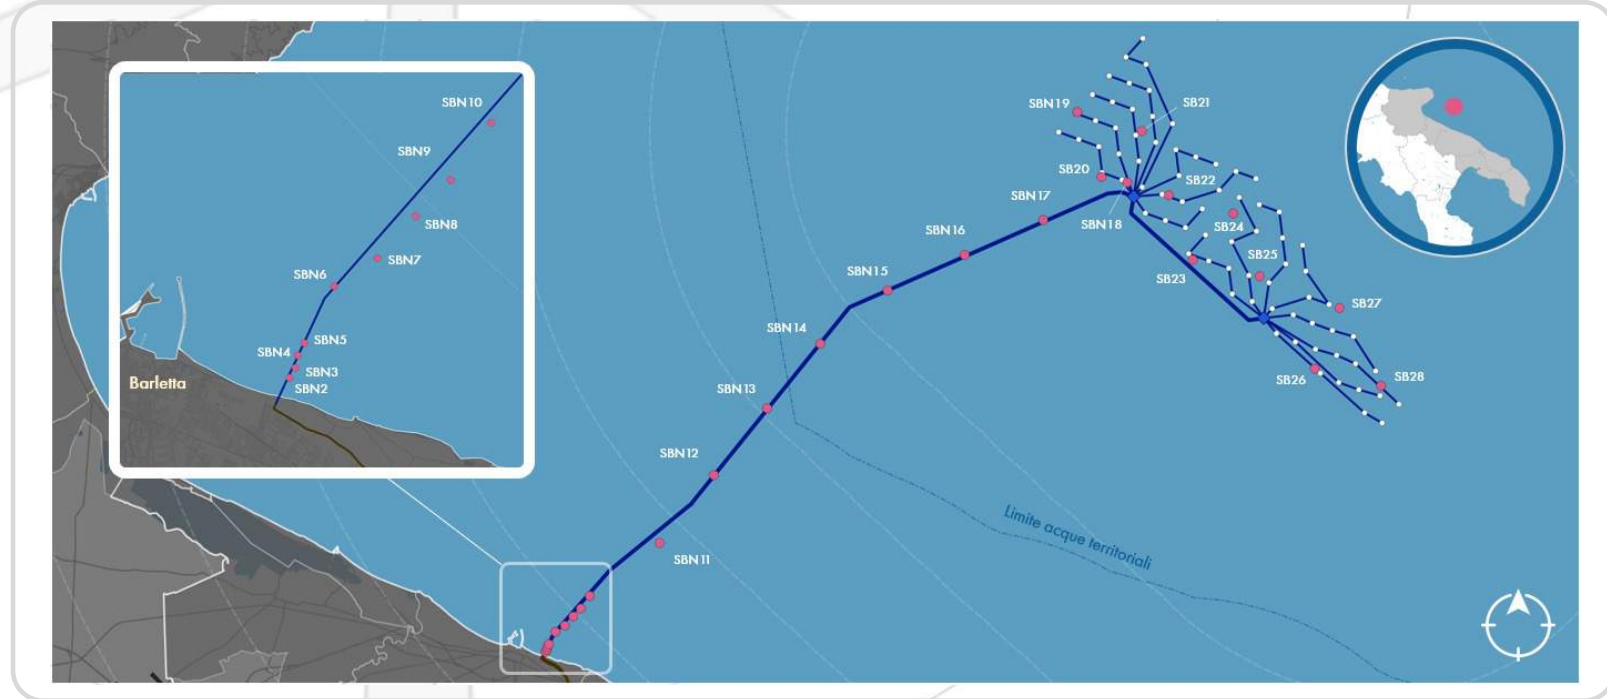 SBN10
SBN9
SBN8
SBN7
SBN6
SBN5
SBN4
SBN3
SBN2
Barletta
SBN19
SB21
SB20
SB22
SBN17
SBN18
SB24
SBN16
SB25
SBN15
SB23
SB27
SBN14
SB26
SB28
SBN13
SBN12
SBN11
Limite acque territoriali